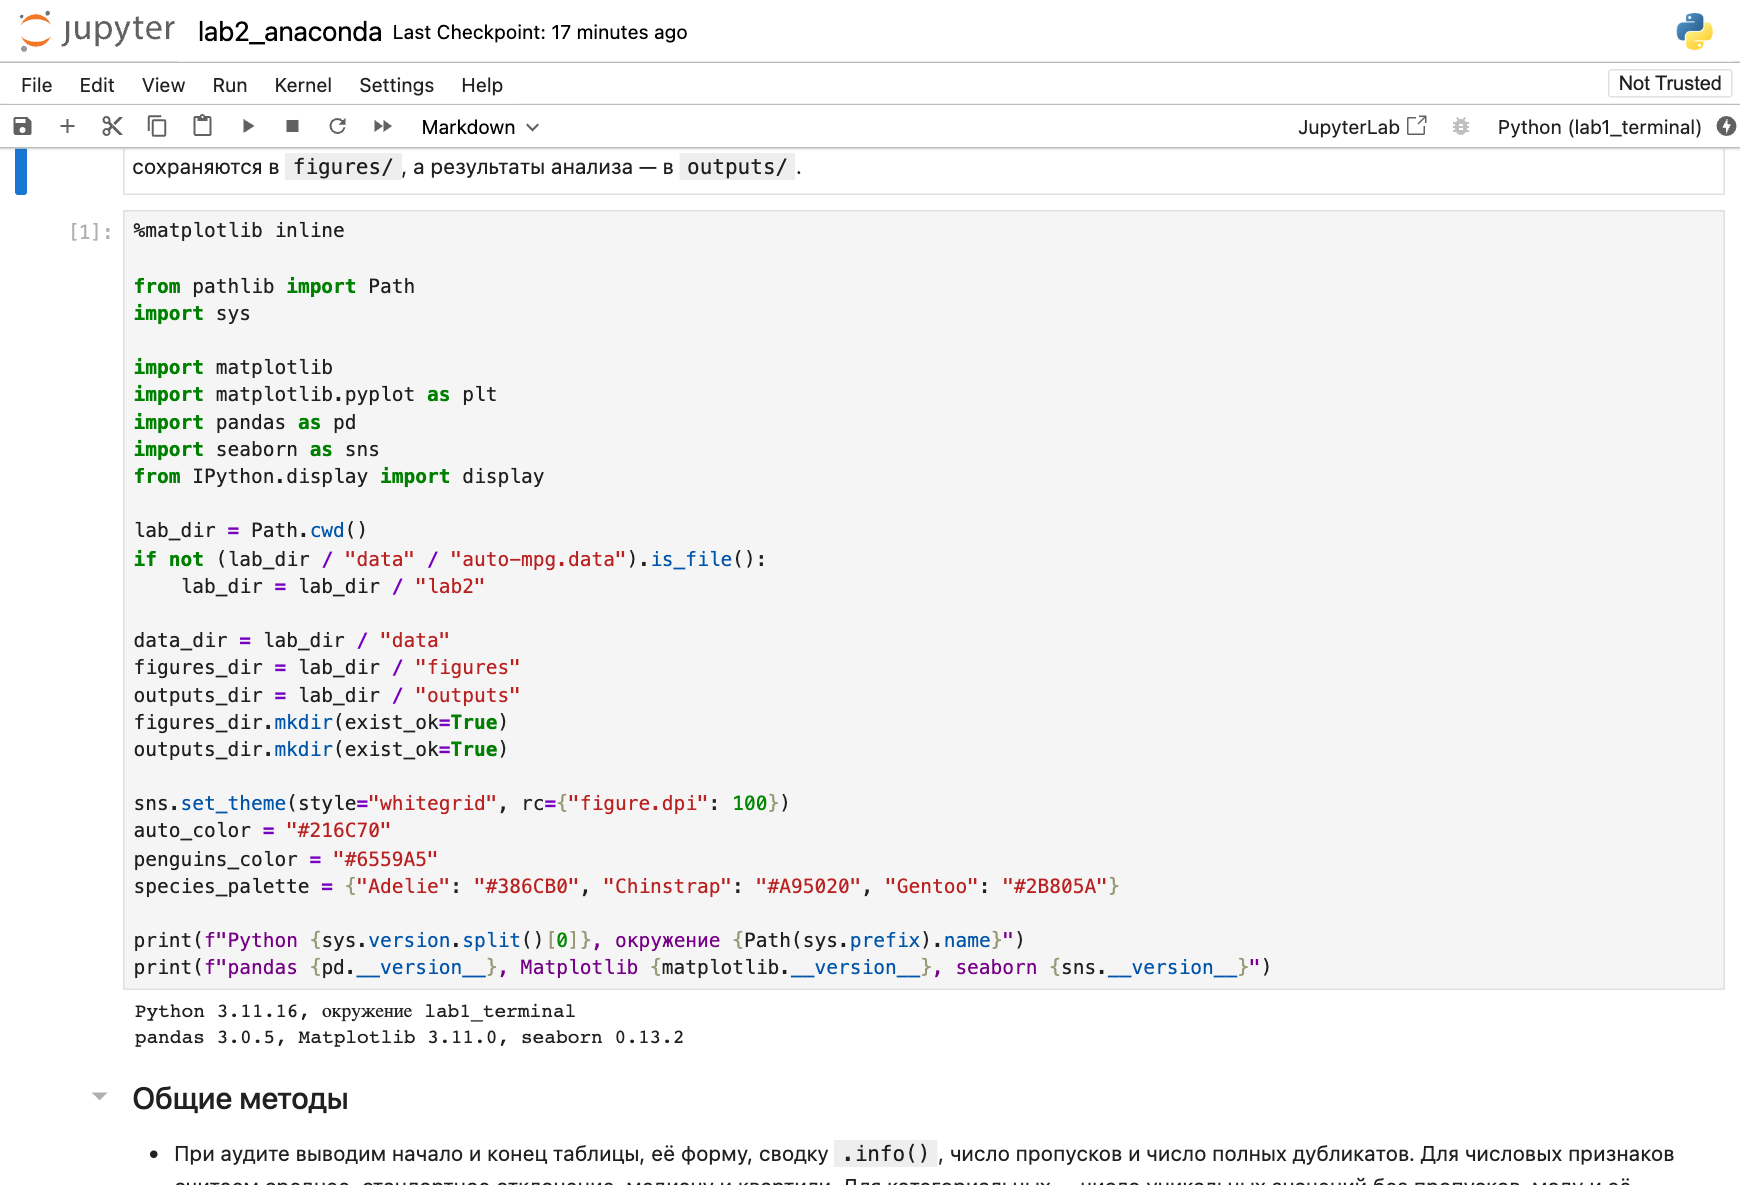 jupyter lab2_anaconda Last Checkpoint: 17 minutes ago
File Edit View Run Kernel Settings Help Not Trusted
Markdown JupyterLab Python (lab1_terminal)
сохраняются в figures/ , а результаты анализа — в outputs/ .
[1]: %matplotlib inline
from pathlib import Path
import sys
import matplotlib
import matplotlib.pyplot as plt
import pandas as pd
import seaborn as sns
from IPython.display import display
lab_dir = Path.cwd()
if not (lab_dir / "data" / "auto-mpg.data").is_file():
    lab_dir = lab_dir / "lab2"
data_dir = lab_dir / "data"
figures_dir = lab_dir / "figures"
outputs_dir = lab_dir / "outputs"
figures_dir.mkdir(exist_ok=True)
outputs_dir.mkdir(exist_ok=True)
sns.set_theme(style="whitegrid", rc={"figure.dpi": 100})
auto_color = "#216C70"
penguins_color = "#6559A5"
species_palette = {"Adelie": "#386CB0", "Chinstrap": "#A95020", "Gentoo": "#2B805A"}
print(f"Python {sys.version.split()[0]}, окружение {Path(sys.prefix).name}")
print(f"pandas {pd.__version__}, Matplotlib {matplotlib.__version__}, seaborn {sns.__version__}")
Python 3.11.16, окружение lab1_terminal
pandas 3.0.5, Matplotlib 3.11.0, seaborn 0.13.2
Общие методы
• При аудите выводим начало и конец таблицы, её форму, сводку .info() , число пропусков и число полных дубликатов. Для числовых признаков